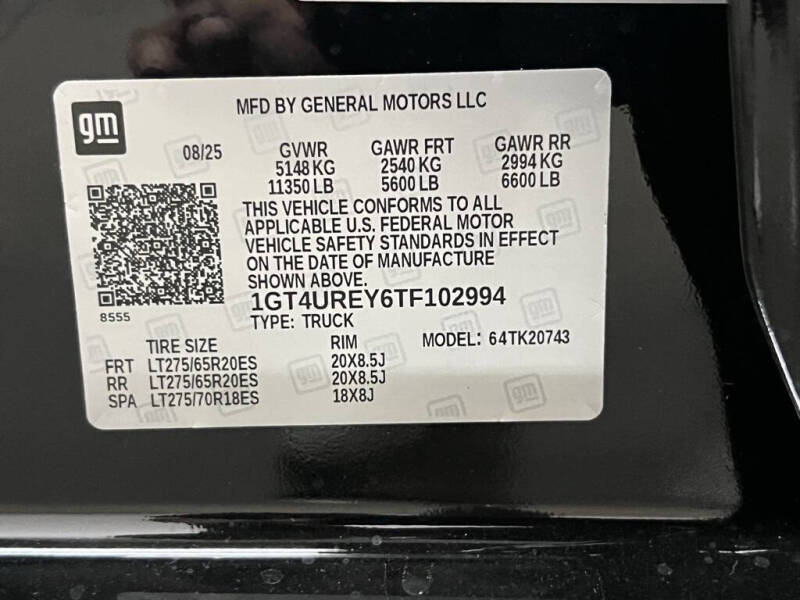 gm
MFD BY GENERAL MOTORS LLC
08/25 GVWR GAWR FRT GAWR RR
5148 KG 2540 KG 2994 KG
11350 LB 5600 LB 6600 LB
THIS VEHICLE CONFORMS TO ALL
APPLICABLE U.S. FEDERAL MOTOR
VEHICLE SAFETY STANDARDS IN EFFECT
ON THE DATE OF MANUFACTURE
SHOWN ABOVE.
8555
1GT4UREY6TF102994
TYPE: TRUCK
MODEL: 64TK20743
TIRE SIZE RIM
FRT LT275/65R20ES 20X8.5J
RR LT275/65R20ES 20X8.5J
SPA LT275/70R18ES 18X8J